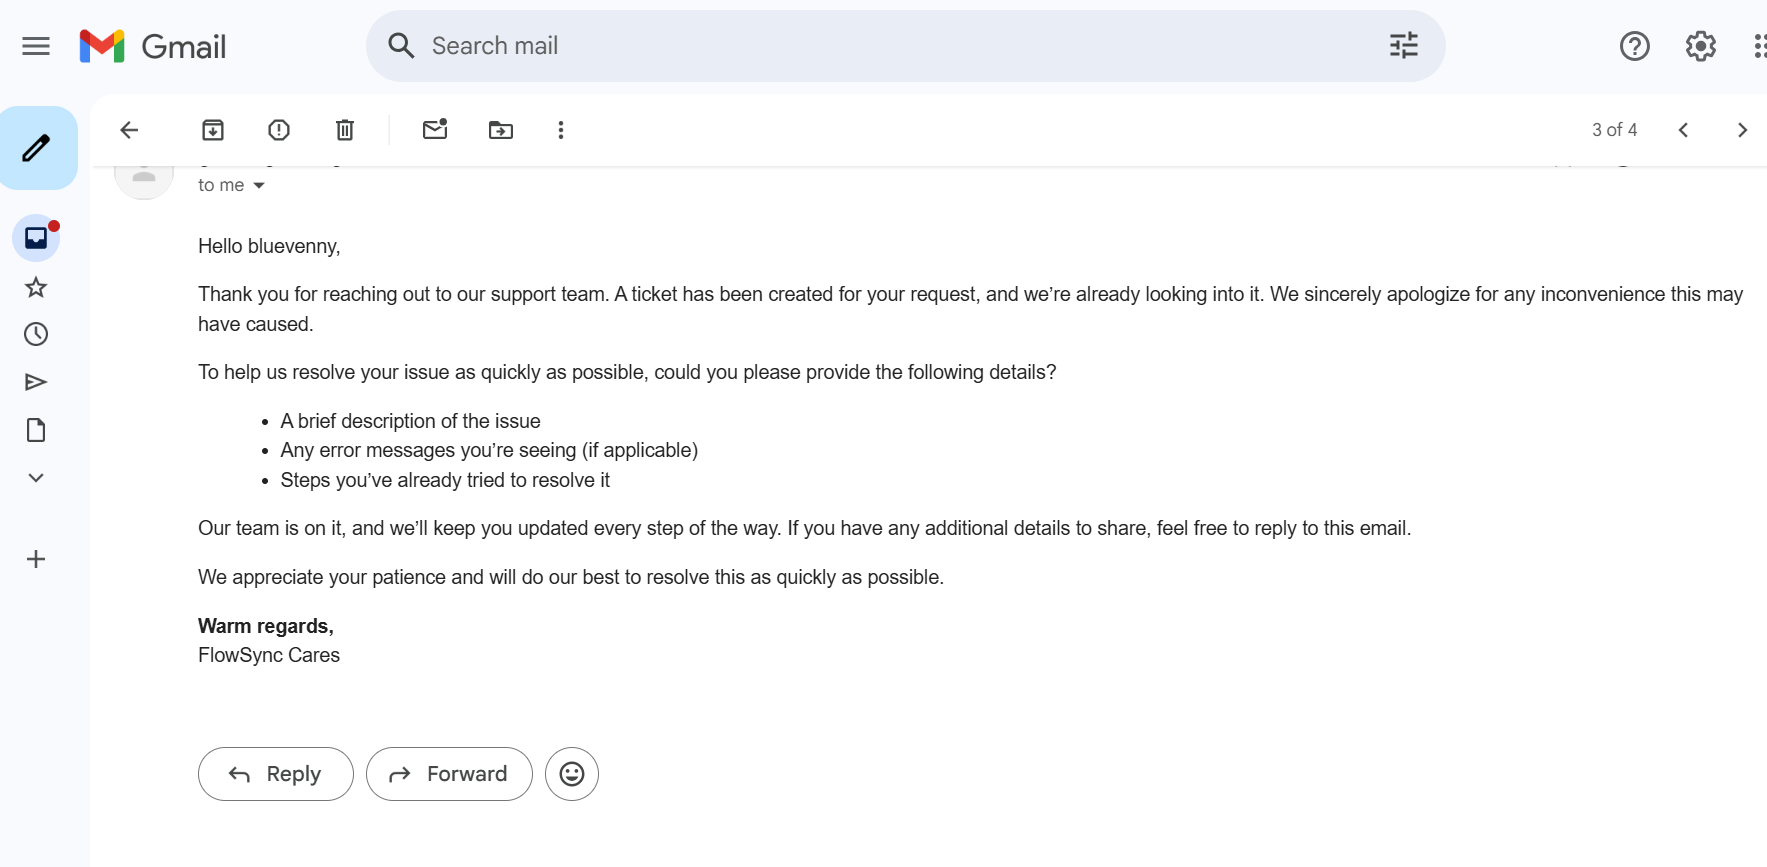 Gmail
Search mail
3 of 4
to me
Hello bluevenny,
Thank you for reaching out to our support team. A ticket has been created for your request, and we’re already looking into it. We sincerely apologize for any inconvenience this may
have caused.
To help us resolve your issue as quickly as possible, could you please provide the following details?
• A brief description of the issue
• Any error messages you’re seeing (if applicable)
• Steps you’ve already tried to resolve it
Our team is on it, and we’ll keep you updated every step of the way. If you have any additional details to share, feel free to reply to this email.
We appreciate your patience and will do our best to resolve this as quickly as possible.
Warm regards,
FlowSync Cares
Reply
Forward